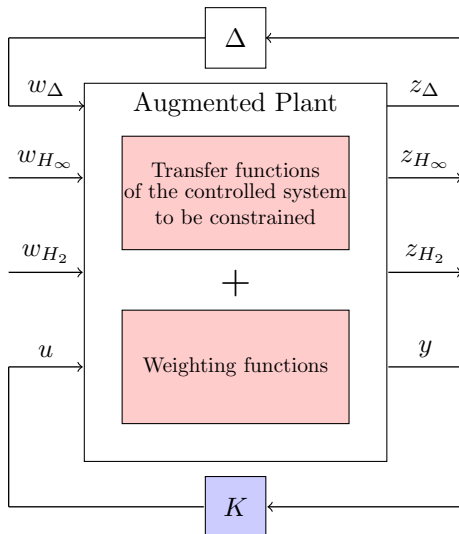 Δ
w_Δ
Augmented Plant
z_Δ
w_{H_∞}
Transfer functions
of the controlled system
to be constrained
z_{H_∞}
w_{H_2}
z_{H_2}
+
u
Weighting functions
y
K